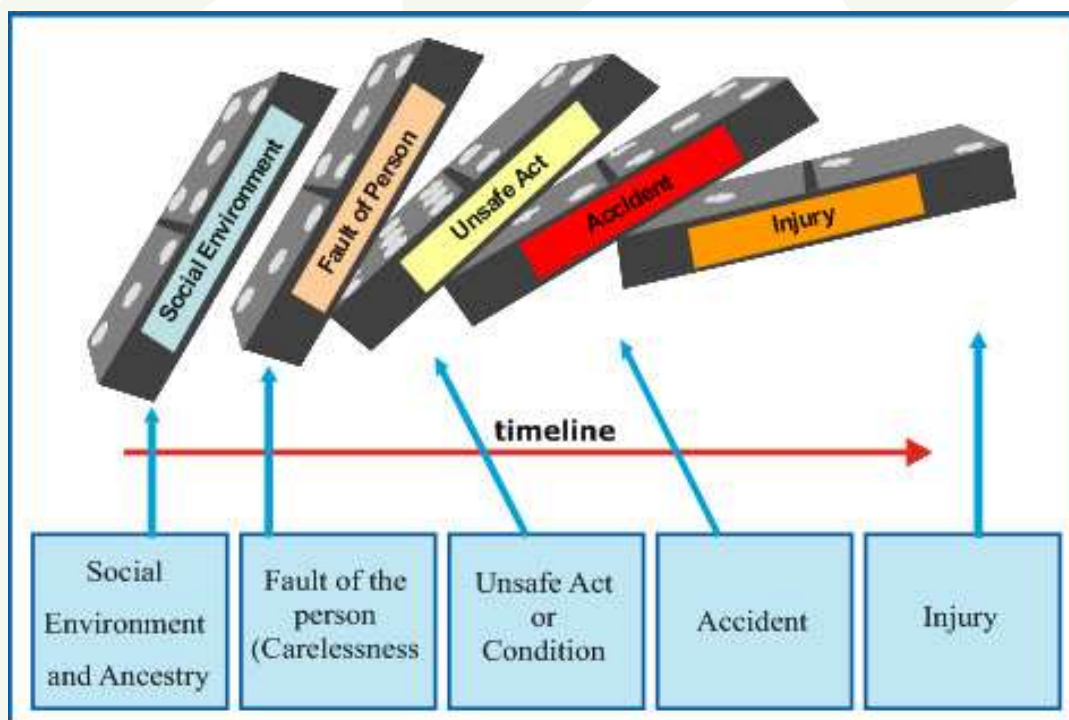 Social Environment
Fault of Person
Unsafe Act
Accident
Injury
timeline
Social
Environment
and Ancestry
Fault of the
person
(Carelessness
Unsafe Act
or
Condition
Accident
Injury